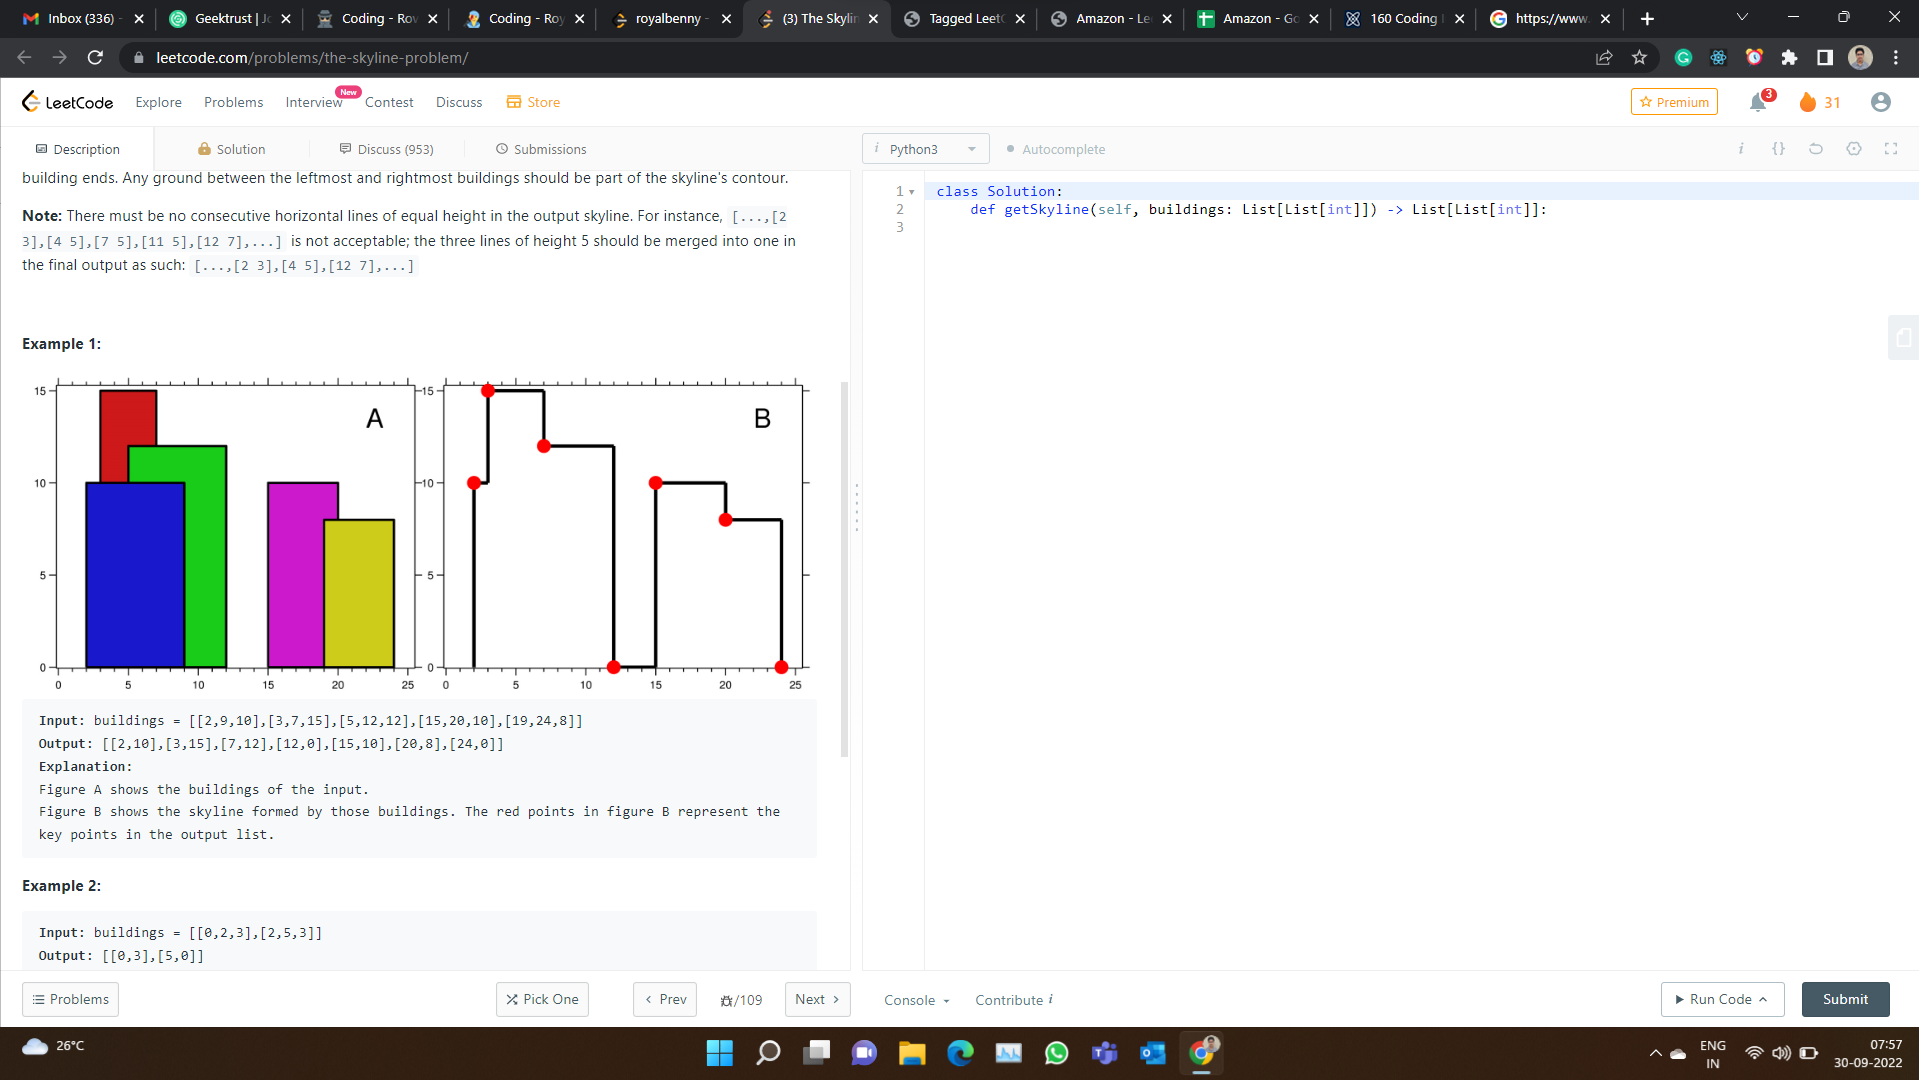 Inbox (336) -
Geektrust | Jo
Coding - Rov
Coding - Roy
royalbenny -
(3) The Skylin
Tagged LeetC
Amazon - Le
Amazon - Go
160 Coding
https://www.
leetcode.com/problems/the-skyline-problem/
LeetCode
Explore
Problems
Interview
New
Contest
Discuss
Store
Premium
3
31
Description
Solution
Discuss (953)
Submissions
i Python3
Autocomplete
i {}
building ends. Any ground between the leftmost and rightmost buildings should be part of the skyline's contour.
Note: There must be no consecutive horizontal lines of equal height in the output skyline. For instance, [...,[2
3],[4 5],[7 5],[11 5],[12 7],...] is not acceptable; the three lines of height 5 should be merged into one in
the final output as such: [...,[2 3],[4 5],[12 7],...]
Example 1:
15
10
5
0
0 5 10 15 20 25
A
15
10
5
0
0 5 10 15 20 25
B
Input: buildings = [[2,9,10],[3,7,15],[5,12,12],[15,20,10],[19,24,8]]
Output: [[2,10],[3,15],[7,12],[12,0],[15,10],[20,8],[24,0]]
Explanation:
Figure A shows the buildings of the input.
Figure B shows the skyline formed by those buildings. The red points in figure B represent the
key points in the output list.
Example 2:
Input: buildings = [[0,2,3],[2,5,3]]
Output: [[0,3],[5,0]]
1 class Solution:
2 def getSkyline(self, buildings: List[List[int]]) -> List[List[int]]:
3
Problems
Pick One
Prev
/109
Next
Console
Contribute i
Run Code
Submit
26°C
ENG
IN
07:57
30-09-2022